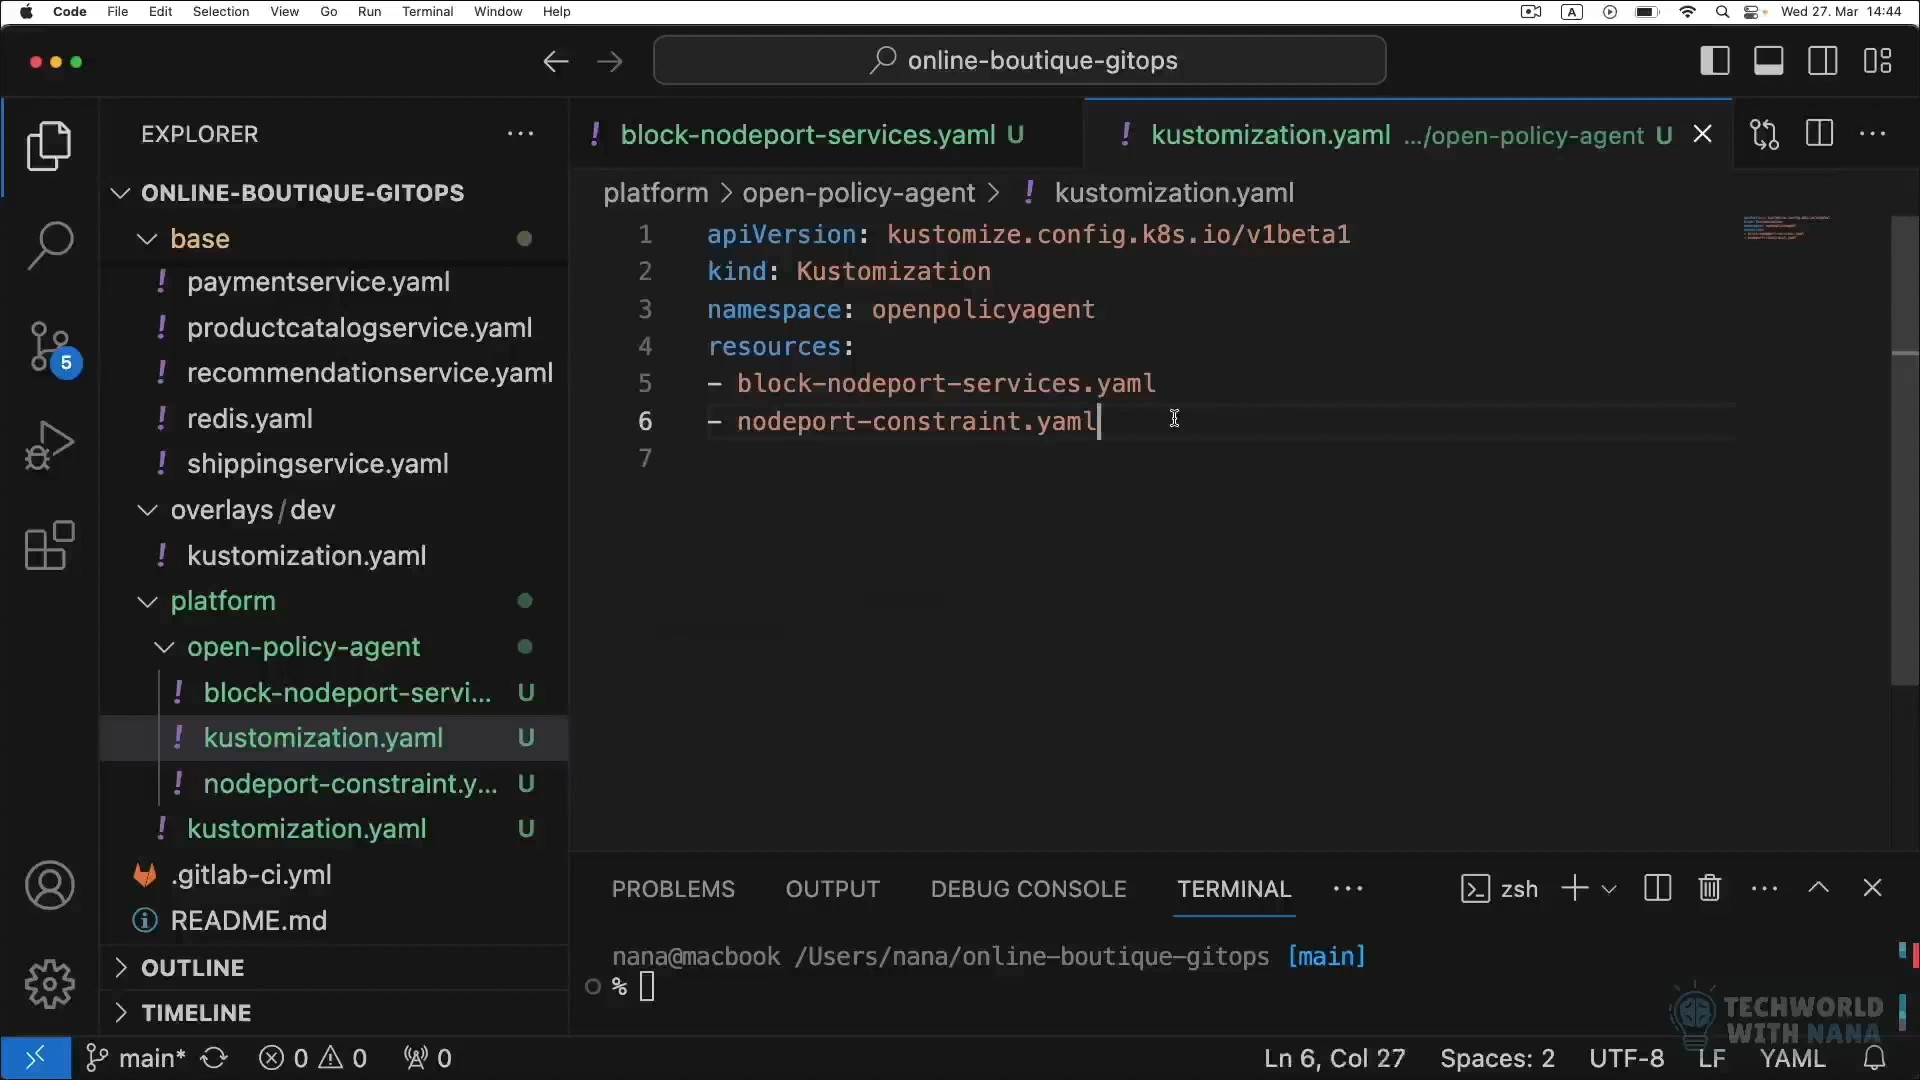 Code File Edit Selection View Go Run Terminal Window Help
A Wed 27. Mar 14:44
online-boutique-gitops
EXPLORER
ONLINE-BOUTIQUE-GITOPS
base
! paymentservice.yaml
! productcatalogservice.yaml
! recommendationservice.yaml
! redis.yaml
! shippingservice.yaml
overlays / dev
! kustomization.yaml
platform
open-policy-agent
! block-nodeport-servi... U
! kustomization.yaml U
! nodeport-constraint.y... U
! kustomization.yaml U
.gitlab-ci.yml
README.md
OUTLINE
TIMELINE
5
! block-nodeport-services.yaml U
! kustomization.yaml .../open-policy-agent U
platform > open-policy-agent > ! kustomization.yaml
1 apiVersion: kustomize.config.k8s.io/v1beta1
2 kind: Kustomization
3 namespace: openpolicyagent
4 resources:
5 - block-nodeport-services.yaml
6 - nodeport-constraint.yaml
7
PROBLEMS OUTPUT DEBUG CONSOLE TERMINAL ... zsh
nana@macbook /Users/nana/online-boutique-gitops [main]
%
TECHWORLD
WITH NANA
main* 0 0 0 Ln 6, Col 27 Spaces: 2 UTF-8 LF YAML